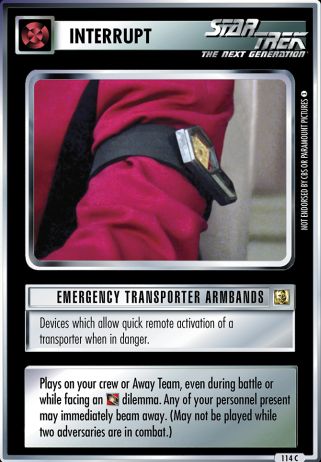 INTERRUPT
STAR TREK
THE NEXT GENERATION
NOT ENDORSED BY CBS OR PARAMOUNT PICTURES
EMERGENCY TRANSPORTER ARMBANDS
Devices which allow quick remote activation of a
transporter when in danger.
Plays on your crew or Away Team, even during battle or
while facing an dilemma. Any of your personnel present
may immediately beam away. (May not be played while
two adversaries are in combat.)
114 C